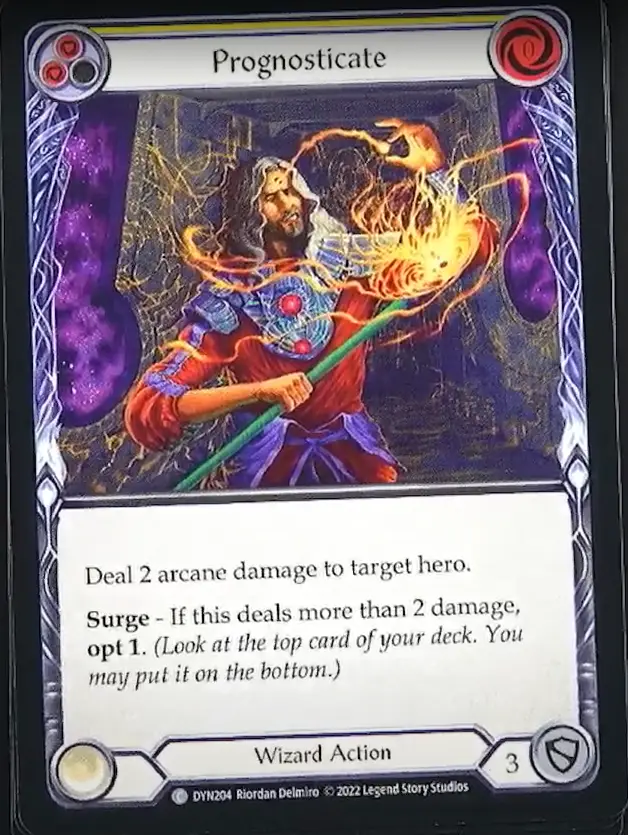 Prognosticate
0
Deal 2 arcane damage to target hero.
Surge - If this deals more than 2 damage,
opt 1. (Look at the top card of your deck. You
may put it on the bottom.)
Wizard Action
3
C DYN204 Riordan Delmiro © 2022 Legend Story Studios